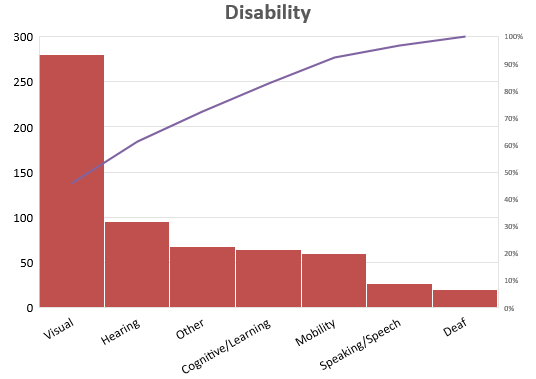 Disability
300
250
200
150
100
50
0
100%
90%
80%
70%
60%
50%
40%
30%
20%
10%
0%
Visual
Hearing
Other
Cognitive/Learning
Mobility
Speaking/Speech
Deaf